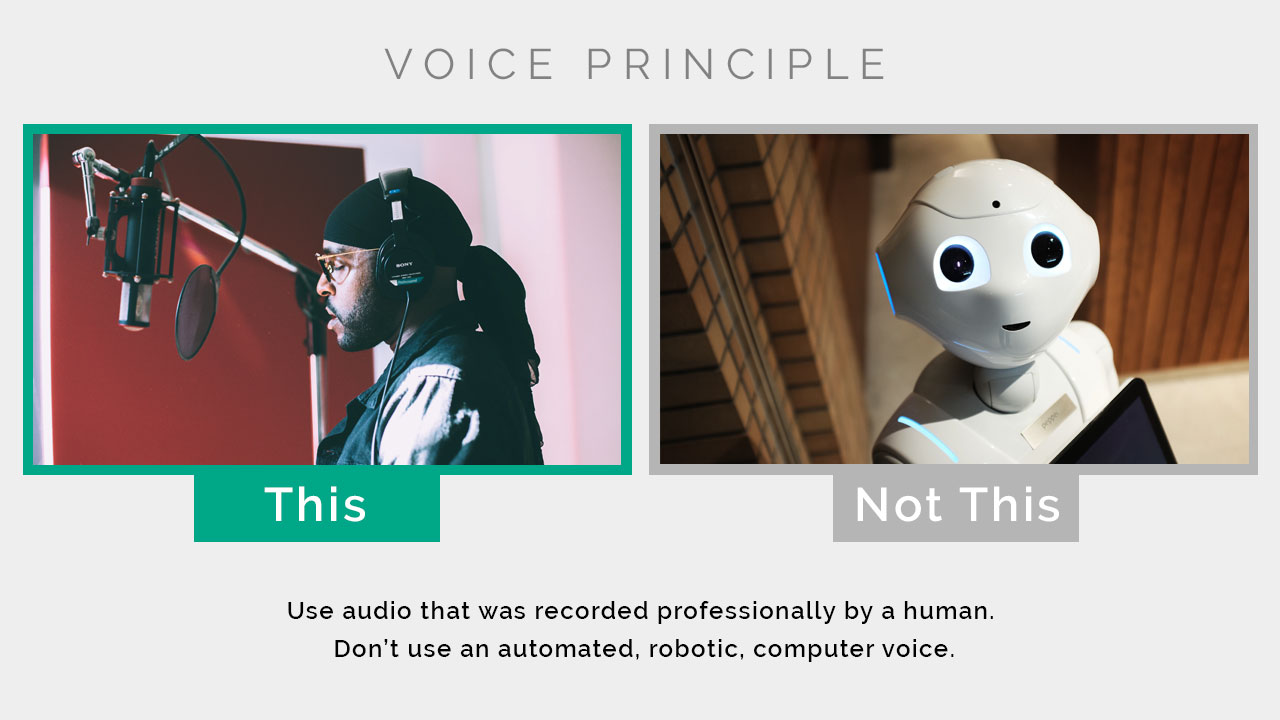 VOICE PRINCIPLE
SONY
pepper
This
Not This
Use audio that was recorded professionally by a human.
Don’t use an automated, robotic, computer voice.